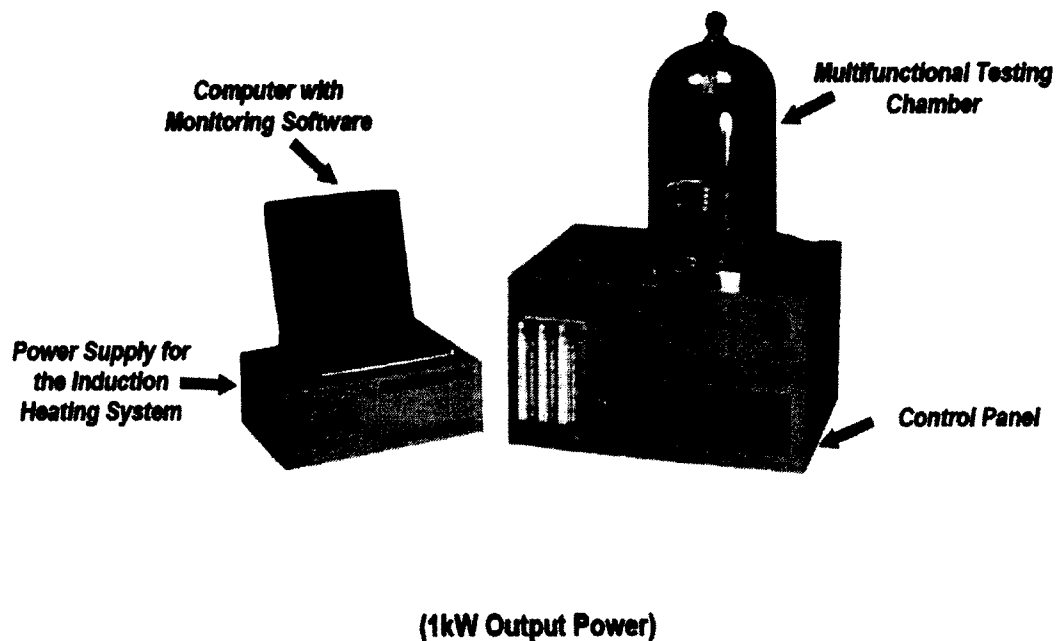 Computer with
Monitoring Software
Multifunctional Testing
Chamber
Power Supply for
the Induction
Heating System
Control Panel
(1kW Output Power)